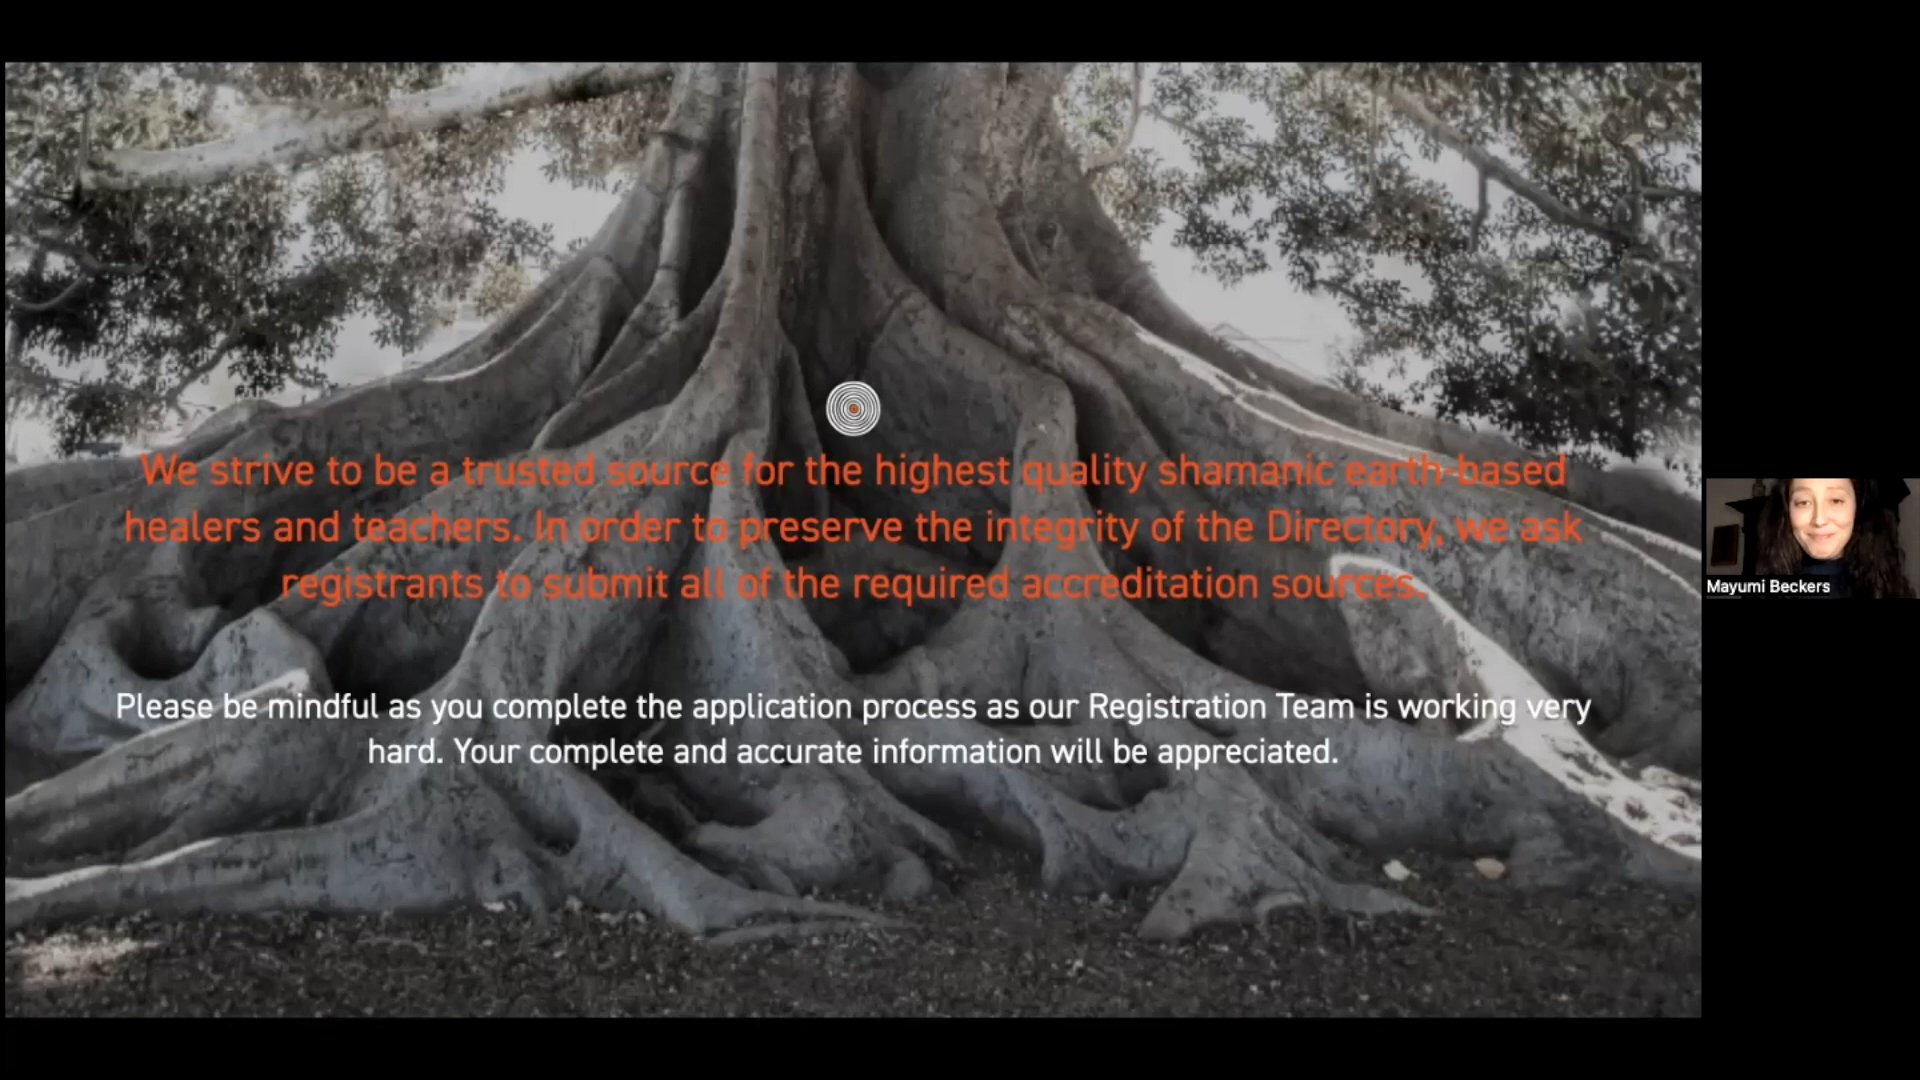 We strive to be a trusted source for the highest quality shamanic earth-based
healers and teachers. In order to preserve the integrity of the Directory, we ask
registrants to submit all of the required accreditation sources.
Please be mindful as you complete the application process as our Registration Team is working very
hard. Your complete and accurate information will be appreciated.
Mayumi Beckers